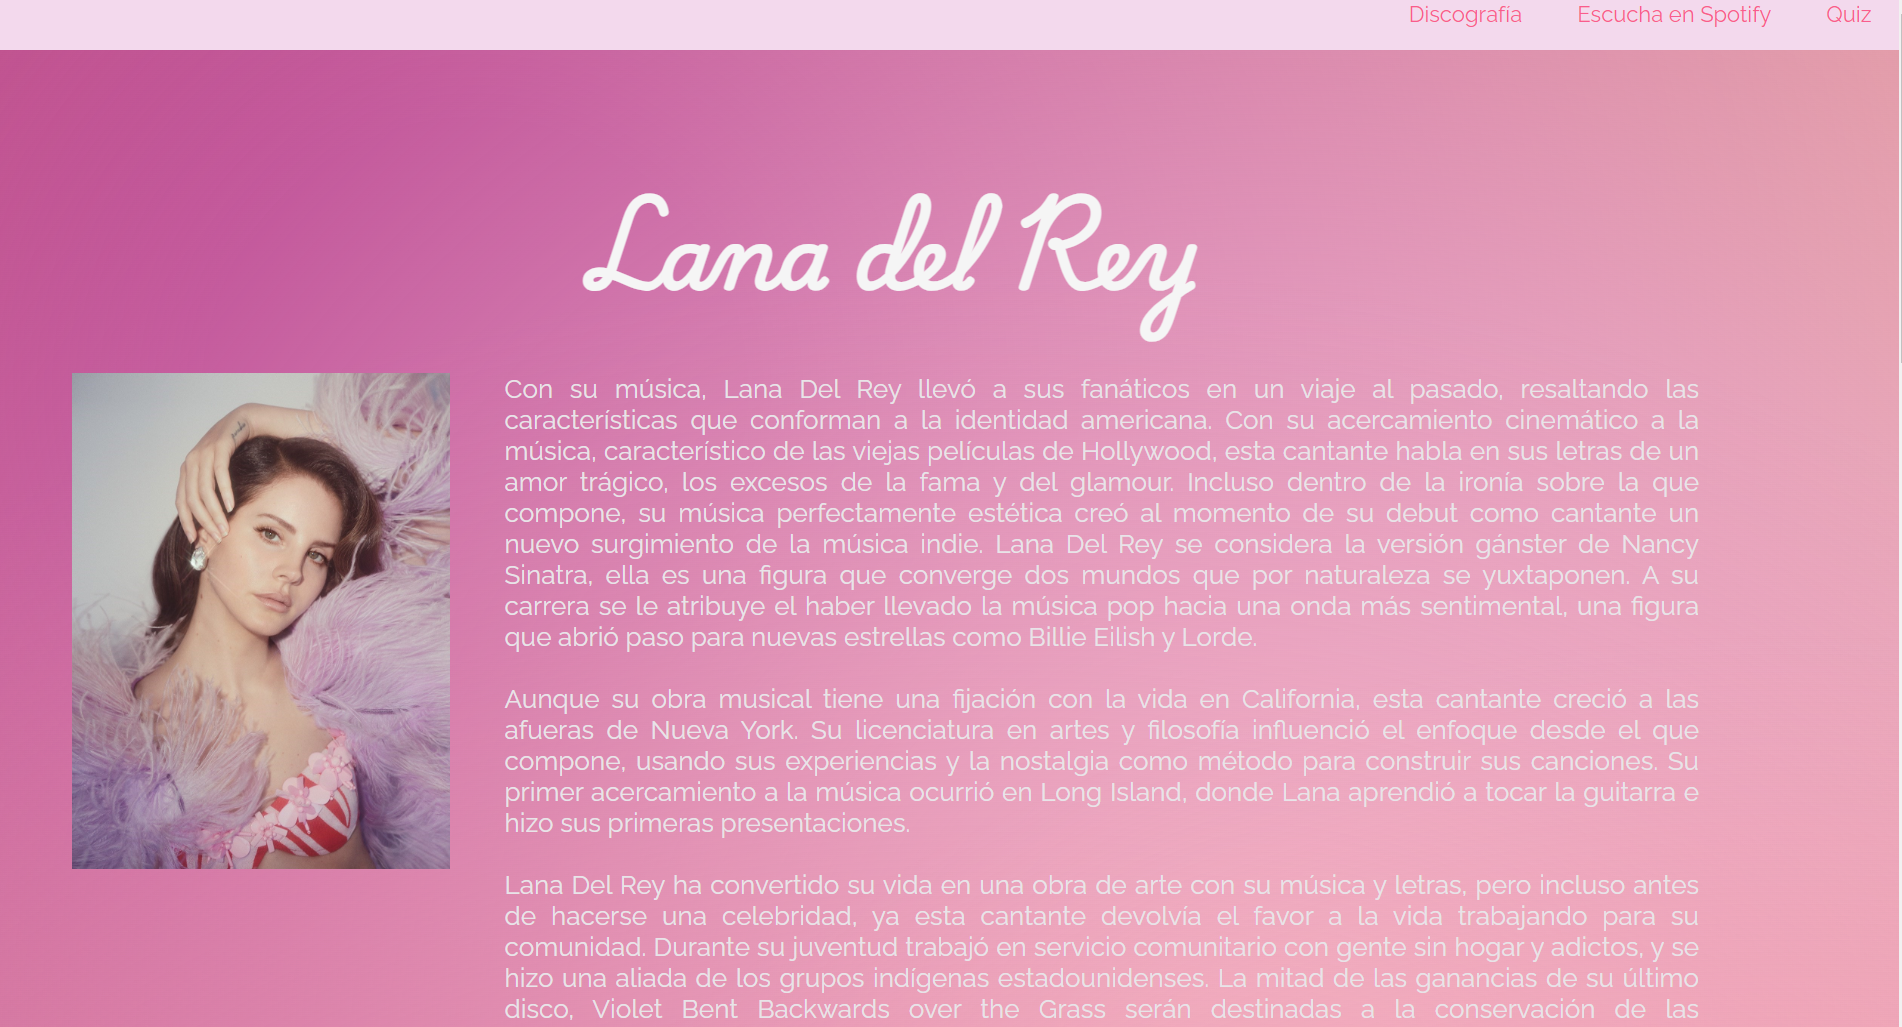 Discografía Escucha en Spotify Quiz
Lana del Rey
Con su música, Lana Del Rey llevó a sus fanáticos en un viaje al pasado, resaltando las
características que conforman a la identidad americana. Con su acercamiento cinemático a la
música, característico de las viejas películas de Hollywood, esta cantante habla en sus letras de un
amor trágico, los excesos de la fama y del glamour. Incluso dentro de la ironía sobre la que
compone, su música perfectamente estética creó al momento de su debut como cantante un
nuevo surgimiento de la música indie. Lana Del Rey se considera la versión gánster de Nancy
Sinatra, ella es una figura que converge dos mundos que por naturaleza se yuxtaponen. A su
carrera se le atribuye el haber llevado la música pop hacia una onda más sentimental, una figura
que abrió paso para nuevas estrellas como Billie Eilish y Lorde.
Aunque su obra musical tiene una fijación con la vida en California, esta cantante creció a las
afueras de Nueva York. Su licenciatura en artes y filosofía influenció el enfoque desde el que
compone, usando sus experiencias y la nostalgia como método para construir sus canciones. Su
primer acercamiento a la música ocurrió en Long Island, donde Lana aprendió a tocar la guitarra e
hizo sus primeras presentaciones.
Lana Del Rey ha convertido su vida en una obra de arte con su música y letras, pero incluso antes
de hacerse una celebridad, ya esta cantante devolvía el favor a la vida trabajando para su
comunidad. Durante su juventud trabajó en servicio comunitario con gente sin hogar y adictos, y se
hizo una aliada de los grupos indígenas estadounidenses. La mitad de las ganancias de su último
disco, Violet Bent Backwards over the Grass serán destinadas a la conservación de las